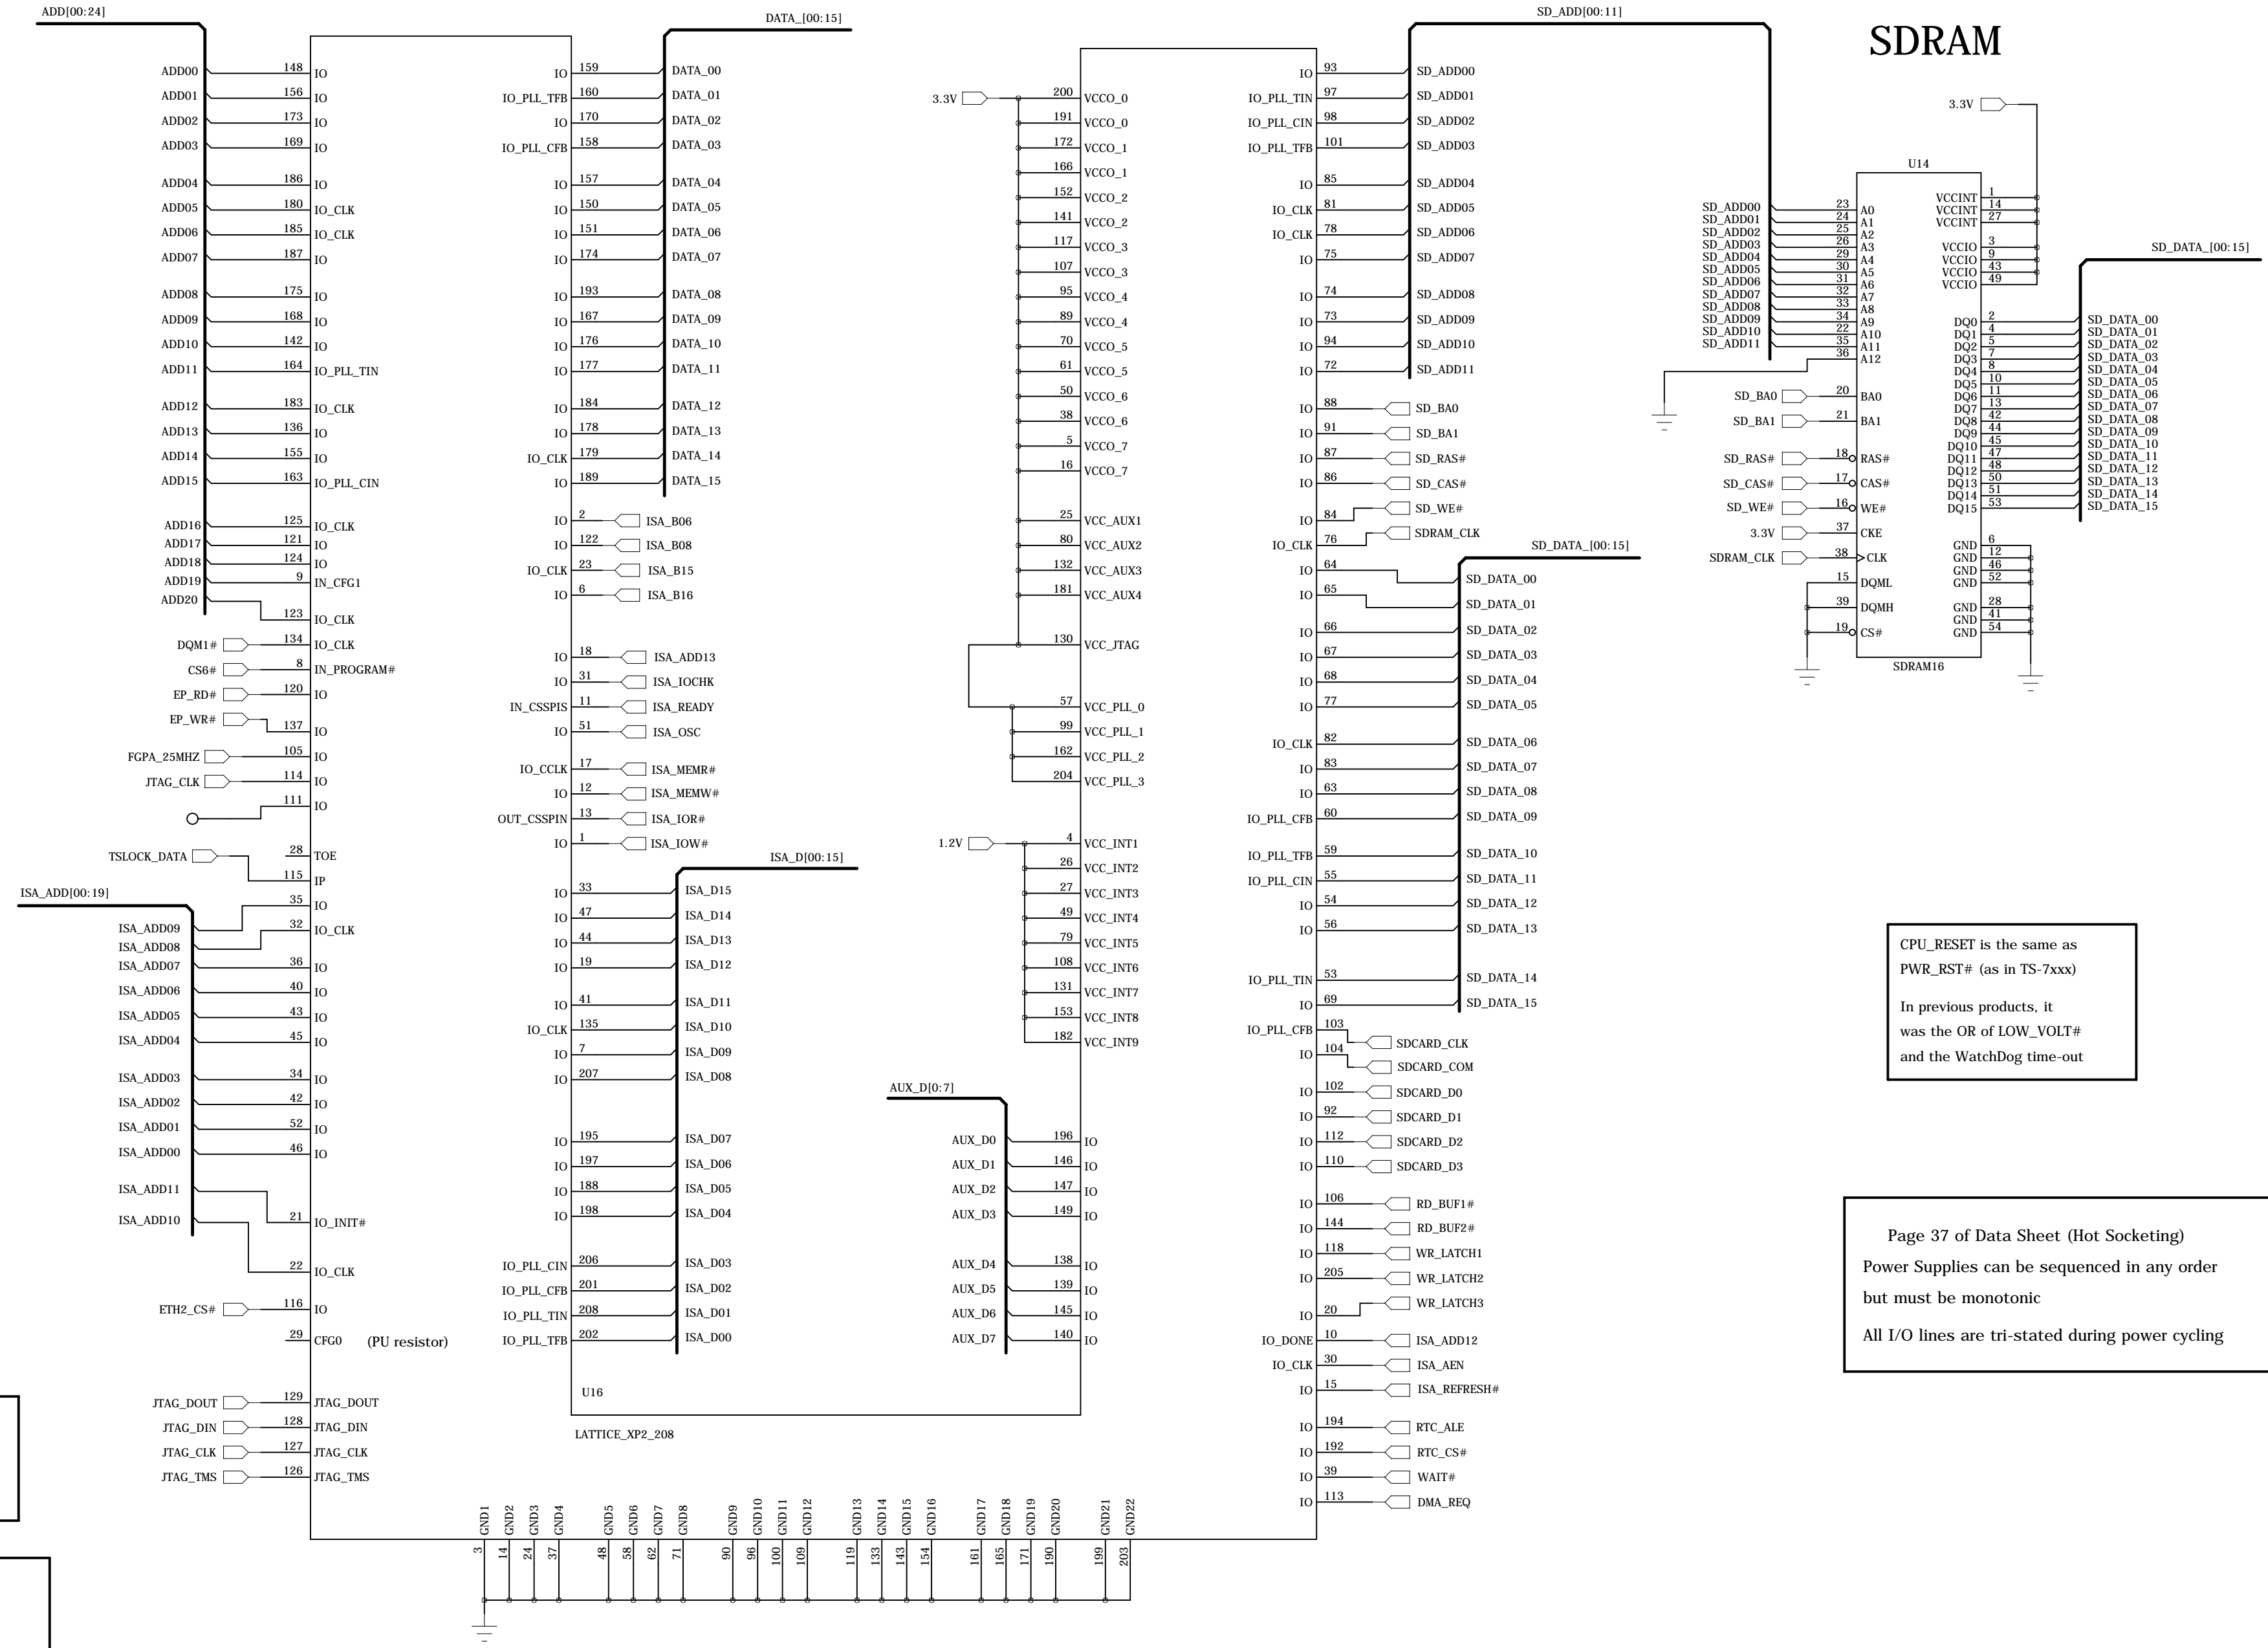 ADD[00:24]
ADD00 148 IO
ADD01 156 IO
ADD02 173 IO
ADD03 169 IO
ADD04 186 IO
ADD05 180 IO_CLK
ADD06 185 IO_CLK
ADD07 187 IO
ADD08 175 IO
ADD09 168 IO
ADD10 142 IO
ADD11 164 IO_PLL_TIN
ADD12 183 IO_CLK
ADD13 136 IO
ADD14 155 IO
ADD15 163 IO_PLL_CIN
ADD16 125 IO_CLK
ADD17 121 IO
ADD18 124 IO
ADD19 9 IN_CFG1
ADD20 123 IO_CLK
DQM1# 134 IO_CLK
CS6# 8 IN_PROGRAM#
EP_RD# 120 IO
EP_WR# 137 IO
FGPA_25MHZ 105 IO
JTAG_CLK 114 IO
111 IO
28 TOE
TSLOCK_DATA 115 IP
ISA_ADD[00:19]
ISA_ADD09 35 IO
ISA_ADD08 32 IO_CLK
ISA_ADD07 36 IO
ISA_ADD06 40 IO
ISA_ADD05 43 IO
ISA_ADD04 45 IO
ISA_ADD03 34 IO
ISA_ADD02 42 IO
ISA_ADD01 52 IO
ISA_ADD00 46 IO
ISA_ADD11 21 IO_INIT#
ISA_ADD10 22 IO_CLK
ETH2_CS# 116 IO
29 CFG0 (PU resistor)
JTAG_DOUT 129 JTAG_DOUT
JTAG_DIN 128 JTAG_DIN
JTAG_CLK 127 JTAG_CLK
JTAG_TMS 126 JTAG_TMS
DATA_[00:15]
IO 159 DATA_00
IO_PLL_TFB 160 DATA_01
IO 170 DATA_02
IO_PLL_CFB 158 DATA_03
IO 157 DATA_04
IO 150 DATA_05
IO 151 DATA_06
IO 174 DATA_07
IO 193 DATA_08
IO 167 DATA_09
IO 176 DATA_10
IO 177 DATA_11
IO 184 DATA_12
IO 178 DATA_13
IO_CLK 179 DATA_14
IO 189 DATA_15
IO 2 ISA_B06
IO 122 ISA_B08
IO_CLK 23 ISA_B15
IO 6 ISA_B16
IO 18 ISA_ADD13
IO 31 ISA_IOCHK
IN_CSSPIS 11 ISA_READY
IO 51 ISA_OSC
IO_CCLK 17 ISA_MEMR#
IO 12 ISA_MEMW#
OUT_CSSPIN 13 ISA_IOR#
IO 1 ISA_IOW#
ISA_D[00:15]
IO 33 ISA_D15
IO 47 ISA_D14
IO 44 ISA_D13
IO 19 ISA_D12
IO 41 ISA_D11
IO_CLK 135 ISA_D10
IO 7 ISA_D09
IO 207 ISA_D08
IO 195 ISA_D07
IO 197 ISA_D06
IO 188 ISA_D05
IO 198 ISA_D04
IO_PLL_CIN 206 ISA_D03
IO_PLL_CFB 201 ISA_D02
IO_PLL_TIN 208 ISA_D01
IO_PLL_TFB 202 ISA_D00
U16
LATTICE_XP2_208
3.3V 200 VCCO_0
191 VCCO_0
172 VCCO_1
166 VCCO_1
152 VCCO_2
141 VCCO_2
117 VCCO_3
107 VCCO_3
95 VCCO_4
89 VCCO_4
70 VCCO_5
61 VCCO_5
50 VCCO_6
38 VCCO_6
5 VCCO_7
16 VCCO_7
25 VCC_AUX1
80 VCC_AUX2
132 VCC_AUX3
181 VCC_AUX4
130 VCC_JTAG
57 VCC_PLL_0
99 VCC_PLL_1
162 VCC_PLL_2
204 VCC_PLL_3
1.2V 4 VCC_INT1
26 VCC_INT2
27 VCC_INT3
49 VCC_INT4
79 VCC_INT5
108 VCC_INT6
131 VCC_INT7
153 VCC_INT8
182 VCC_INT9
AUX_D[0:7]
AUX_D0 196 IO
AUX_D1 146 IO
AUX_D2 147 IO
AUX_D3 149 IO
AUX_D4 138 IO
AUX_D5 139 IO
AUX_D6 145 IO
AUX_D7 140 IO
SD_ADD[00:11]
IO 93 SD_ADD00
IO_PLL_TIN 97 SD_ADD01
IO_PLL_CIN 98 SD_ADD02
IO_PLL_TFB 101 SD_ADD03
IO 85 SD_ADD04
IO_CLK 81 SD_ADD05
IO_CLK 78 SD_ADD06
IO 75 SD_ADD07
IO 74 SD_ADD08
IO 73 SD_ADD09
IO 94 SD_ADD10
IO 72 SD_ADD11
IO 88 SD_BA0
IO 91 SD_BA1
IO 87 SD_RAS#
IO 86 SD_CAS#
IO 84 SD_WE#
IO_CLK 76 SDRAM_CLK
SD_DATA_[00:15]
IO 64 SD_DATA_00
IO 65 SD_DATA_01
IO 66 SD_DATA_02
IO 67 SD_DATA_03
IO 68 SD_DATA_04
IO 77 SD_DATA_05
IO_CLK 82 SD_DATA_06
IO 83 SD_DATA_07
IO 63 SD_DATA_08
IO_PLL_CFB 60 SD_DATA_09
IO_PLL_TFB 59 SD_DATA_10
IO_PLL_CIN 55 SD_DATA_11
IO 54 SD_DATA_12
IO 56 SD_DATA_13
IO_PLL_TIN 53 SD_DATA_14
IO 69 SD_DATA_15
IO_PLL_CFB 103 SDCARD_CLK
IO 104 SDCARD_COM
IO 102 SDCARD_D0
IO 92 SDCARD_D1
IO 112 SDCARD_D2
IO 110 SDCARD_D3
IO 106 RD_BUF1#
IO 144 RD_BUF2#
IO 118 WR_LATCH1
IO 205 WR_LATCH2
IO 20 WR_LATCH3
IO_DONE 10 ISA_ADD12
IO_CLK 30 ISA_AEN
IO 15 ISA_REFRESH#
IO 194 RTC_ALE
IO 192 RTC_CS#
IO 39 WAIT#
IO 113 DMA_REQ
GND1 GND2 GND3 GND4 GND5 GND6 GND7 GND8 GND9 GND10 GND11 GND12 GND13 GND14 GND15 GND16 GND17 GND18 GND19 GND20 GND21 GND22
3 14 24 37 48 58 62 71 90 96 100 109 119 133 143 154 161 165 171 190 199 203
SDRAM
3.3V
U14
SD_ADD00 23 A0
SD_ADD01 24 A1
SD_ADD02 25 A2
SD_ADD03 26 A3
SD_ADD04 29 A4
SD_ADD05 30 A5
SD_ADD06 31 A6
SD_ADD07 32 A7
SD_ADD08 33 A8
SD_ADD09 34 A9
SD_ADD10 22 A10
SD_ADD11 35 A11
36 A12
SD_BA0 20 BA0
SD_BA1 21 BA1
SD_RAS# 18 RAS#
SD_CAS# 17 CAS#
SD_WE# 16 WE#
3.3V 37 CKE
SDRAM_CLK 38 CLK
15 DQML
39 DQMH
19 CS#
VCCINT 1
VCCINT 14
VCCINT 27
VCCIO 3
VCCIO 9
VCCIO 43
VCCIO 49
SD_DATA_[00:15]
DQ0 2 SD_DATA_00
DQ1 4 SD_DATA_01
DQ2 5 SD_DATA_02
DQ3 7 SD_DATA_03
DQ4 8 SD_DATA_04
DQ5 10 SD_DATA_05
DQ6 11 SD_DATA_06
DQ7 13 SD_DATA_07
DQ8 42 SD_DATA_08
DQ9 44 SD_DATA_09
DQ10 45 SD_DATA_10
DQ11 47 SD_DATA_11
DQ12 48 SD_DATA_12
DQ13 50 SD_DATA_13
DQ14 51 SD_DATA_14
DQ15 53 SD_DATA_15
GND 6
GND 12
GND 46
GND 52
GND 28
GND 41
GND 54
SDRAM16
CPU_RESET is the same as
PWR_RST# (as in TS-7xxx)
In previous products, it
was the OR of LOW_VOLT#
and the WatchDog time-out
Page 37 of Data Sheet (Hot Socketing)
Power Supplies can be sequenced in any order
but must be monotonic
All I/O lines are tri-stated during power cycling